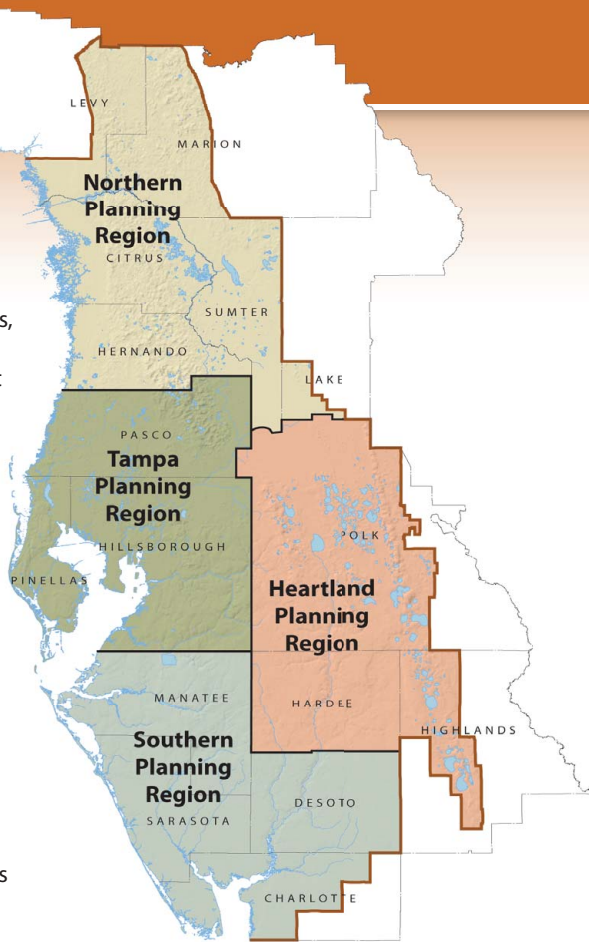 LEVY
MARION
Northern
Planning
Region
CITRUS
s,
SUMTER
HERNANDO
LAKE
PASCO
Tampa
Planning
Region
POLK
HILLSBOROUGH
PINELLAS
Heartland
Planning
Region
MANATEE
HARDEE
HIGHLANDS
Southern
Planning
Region
DESOTO
SARASOTA
s
CHARLOTTE